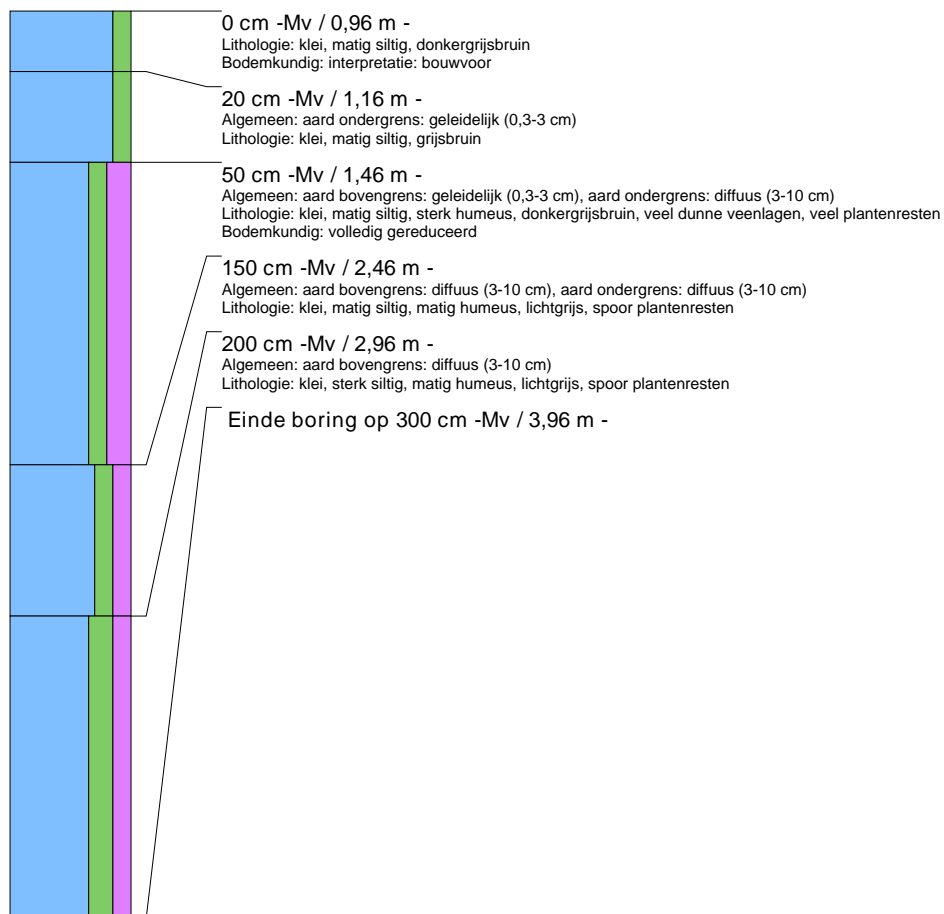 0 cm -Mv / 0,96 m -
Lithologie: klei, matig siltig, donkergrijsbruin
Bodemkundig: interpretatie: bouwvoor
20 cm -Mv / 1,16 m -
Algemeen: aard ondergrens: geleidelijk (0,3-3 cm)
Lithologie: klei, matig siltig, grijsbruin
50 cm -Mv / 1,46 m -
Algemeen: aard bovengrens: geleidelijk (0,3-3 cm), aard ondergrens: diffuus (3-10 cm)
Lithologie: klei, matig siltig, sterk humeus, donkergrijsbruin, veel dunne veenlagen, veel plantenresten
Bodemkundig: volledig gereduceerd
150 cm -Mv / 2,46 m -
Algemeen: aard bovengrens: diffuus (3-10 cm), aard ondergrens: diffuus (3-10 cm)
Lithologie: klei, matig siltig, matig humeus, lichtgrijs, spoor plantenresten
200 cm -Mv / 2,96 m -
Algemeen: aard bovengrens: diffuus (3-10 cm)
Lithologie: klei, sterk siltig, matig humeus, lichtgrijs, spoor plantenresten
Einde boring op 300 cm -Mv / 3,96 m -